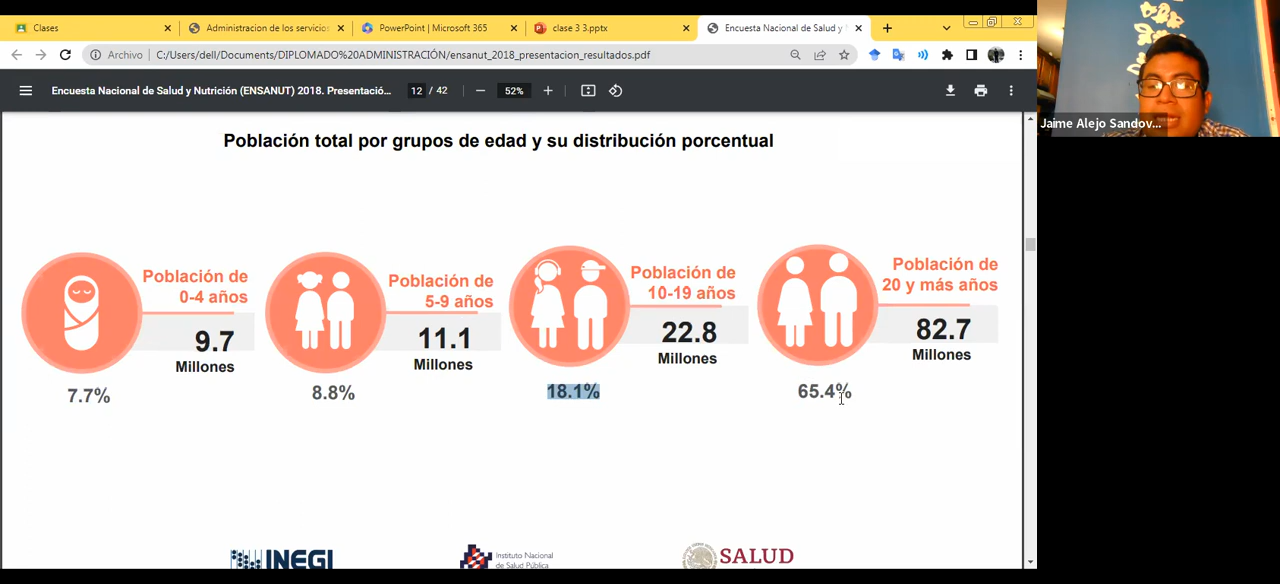 Clases
Administracion de los servicios
PowerPoint | Microsoft 365
clase 3 3.pptx
Encuesta Nacional de Salud y
Archivo
C:/Users/dell/Documents/DIPLOMADO%20ADMINISTRACIÓN/ensanut_2018_presentacion_resultados.pdf
Encuesta Nacional de Salud y Nutrición (ENSANUT) 2018. Presentació...
12 / 42
52%
Jaime Alejo Sandov...
Población total por grupos de edad y su distribución porcentual
Población de
0-4 años
9.7
Millones
7.7%
Población de
5-9 años
11.1
Millones
8.8%
Población de
10-19 años
22.8
Millones
18.1%
Población de
20 y más años
82.7
Millones
65.4%
INEGI
Instituto Nacional
de Salud Pública
SALUD